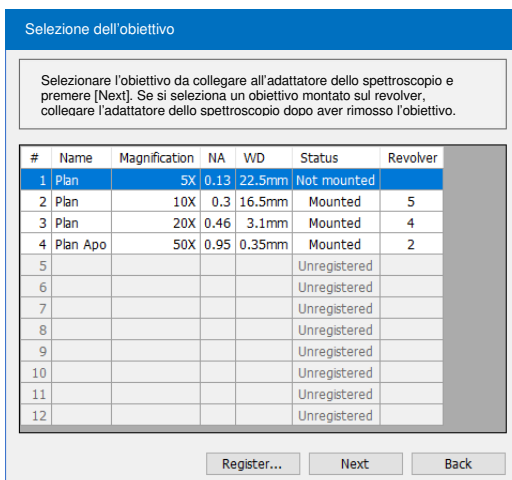 Selezione dell'obiettivo
Selezionare l'obiettivo da collegare all'adattatore dello spettroscopio e
premere [Next]. Se si seleziona un obiettivo montato sul revolver,
collegare l'adattatore dello spettroscopio dopo aver rimosso l'obiettivo.
# Name Magnification NA WD Status Revolver
1 Plan 5X 0.13 22.5mm Not mounted
2 Plan 10X 0.3 16.5mm Mounted 5
3 Plan 20X 0.46 3.1mm Mounted 4
4 Plan Apo 50X 0.95 0.35mm Mounted 2
5 Unregistered
6 Unregistered
7 Unregistered
8 Unregistered
9 Unregistered
10 Unregistered
11 Unregistered
12 Unregistered
Register... Next Back